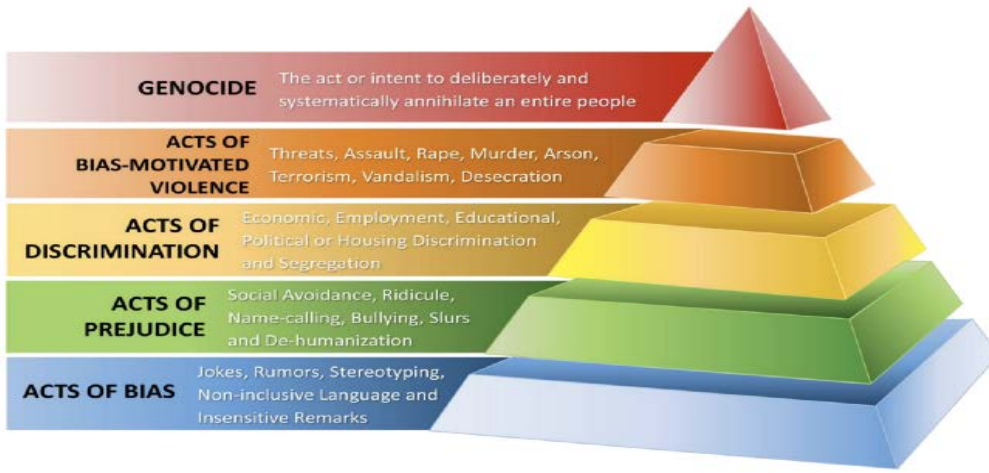 GENOCIDE
The act or intent to deliberately and
systematically annihilate an entire people
ACTS OF
BIAS-MOTIVATED
VIOLENCE
Threats, Assault, Rape, Murder, Arson,
Terrorism, Vandalism, Desecration
ACTS OF
DISCRIMINATION
Economic, Employment, Educational,
Political or Housing Discrimination
and Segregation
ACTS OF
PREJUDICE
Social Avoidance, Ridicule,
Name-calling, Bullying, Slurs
and De-humanization
ACTS OF BIAS
Jokes, Rumors, Stereotyping,
Non-inclusive Language and
Insensitive Remarks